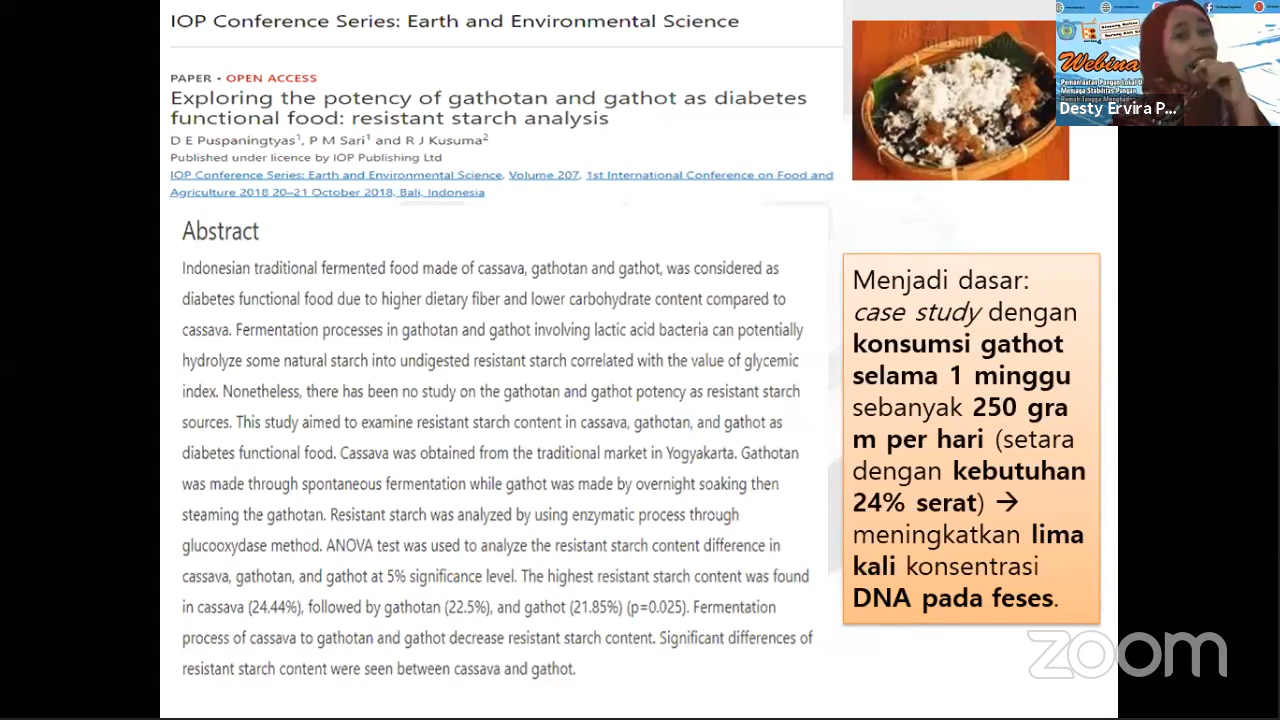 IOP Conference Series: Earth and Environmental Science
PAPER • OPEN ACCESS
Exploring the potency of gathotan and gathot as diabetes
functional food: resistant starch analysis
D E Puspaningtyas1, P M Sari1 and R J Kusuma2
Published under licence by IOP Publishing Ltd
IOP Conference Series: Earth and Environmental Science, Volume 207, 1st International Conference on Food and
Agriculture 2018 20–21 October 2018, Bali, Indonesia
Abstract
Indonesian traditional fermented food made of cassava, gathotan and gathot, was considered as
diabetes functional food due to higher dietary fiber and lower carbohydrate content compared to
cassava. Fermentation processes in gathotan and gathot involving lactic acid bacteria can potentially
hydrolyze some natural starch into undigested resistant starch correlated with the value of glycemic
index. Nonetheless, there has been no study on the gathotan and gathot potency as resistant starch
sources. This study aimed to examine resistant starch content in cassava, gathotan, and gathot as
diabetes functional food. Cassava was obtained from the traditional market in Yogyakarta. Gathotan
was made through spontaneous fermentation while gathot was made by overnight soaking then
steaming the gathotan. Resistant starch was analyzed by using enzymatic process through
glucooxydase method. ANOVA test was used to analyze the resistant starch content difference in
cassava, gathotan, and gathot at 5% significance level. The highest resistant starch content was found
in cassava (24.44%), followed by gathotan (22.5%), and gathot (21.85%) (p=0.025). Fermentation
process of cassava to gathotan and gathot decrease resistant starch content. Significant differences of
resistant starch content were seen between cassava and gathot.
Menjadi dasar:
case study dengan
konsumsi gathot
selama 1 minggu
sebanyak 250 gra
m per hari (setara
dengan kebutuhan
24% serat) →
meningkatkan lima
kali konsentrasi
DNA pada feses.
Webina
Pemanfaatan Pangan Lokal U
Menjaga Stabilitas Pangan
Desty Ervira P...
zoom